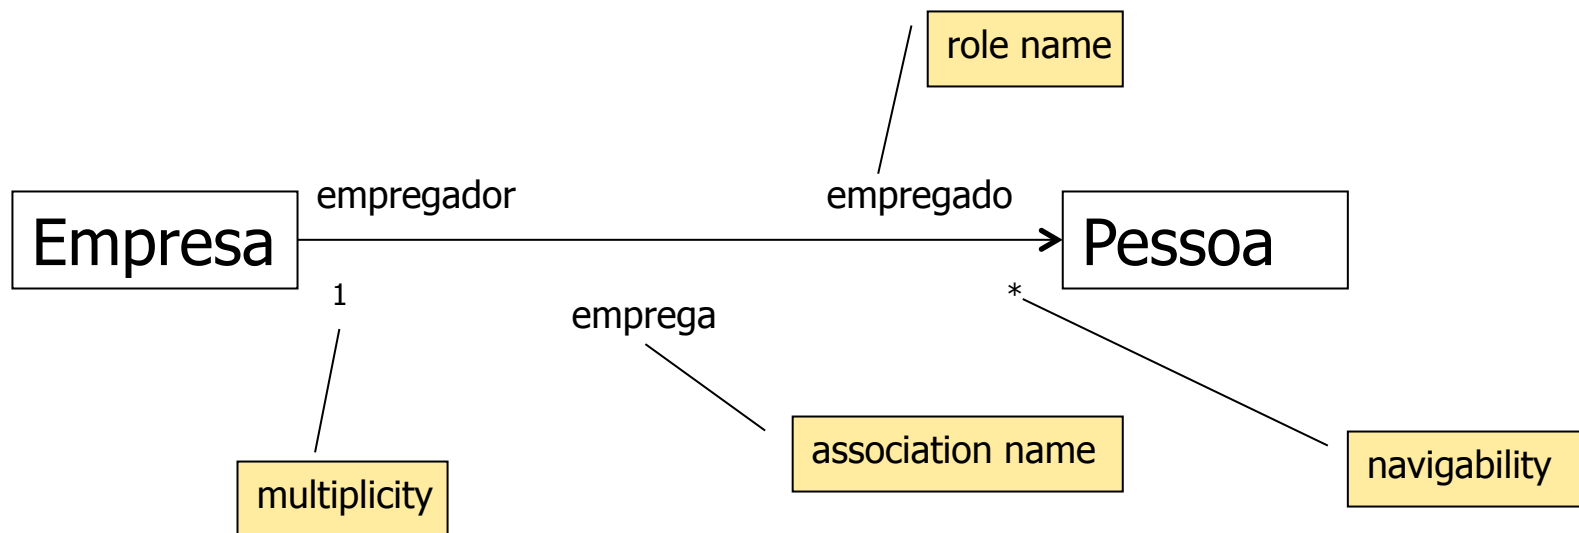 role name
empregador
empregado
Empresa
Pessoa
1
*
emprega
association name
navigability
multiplicity